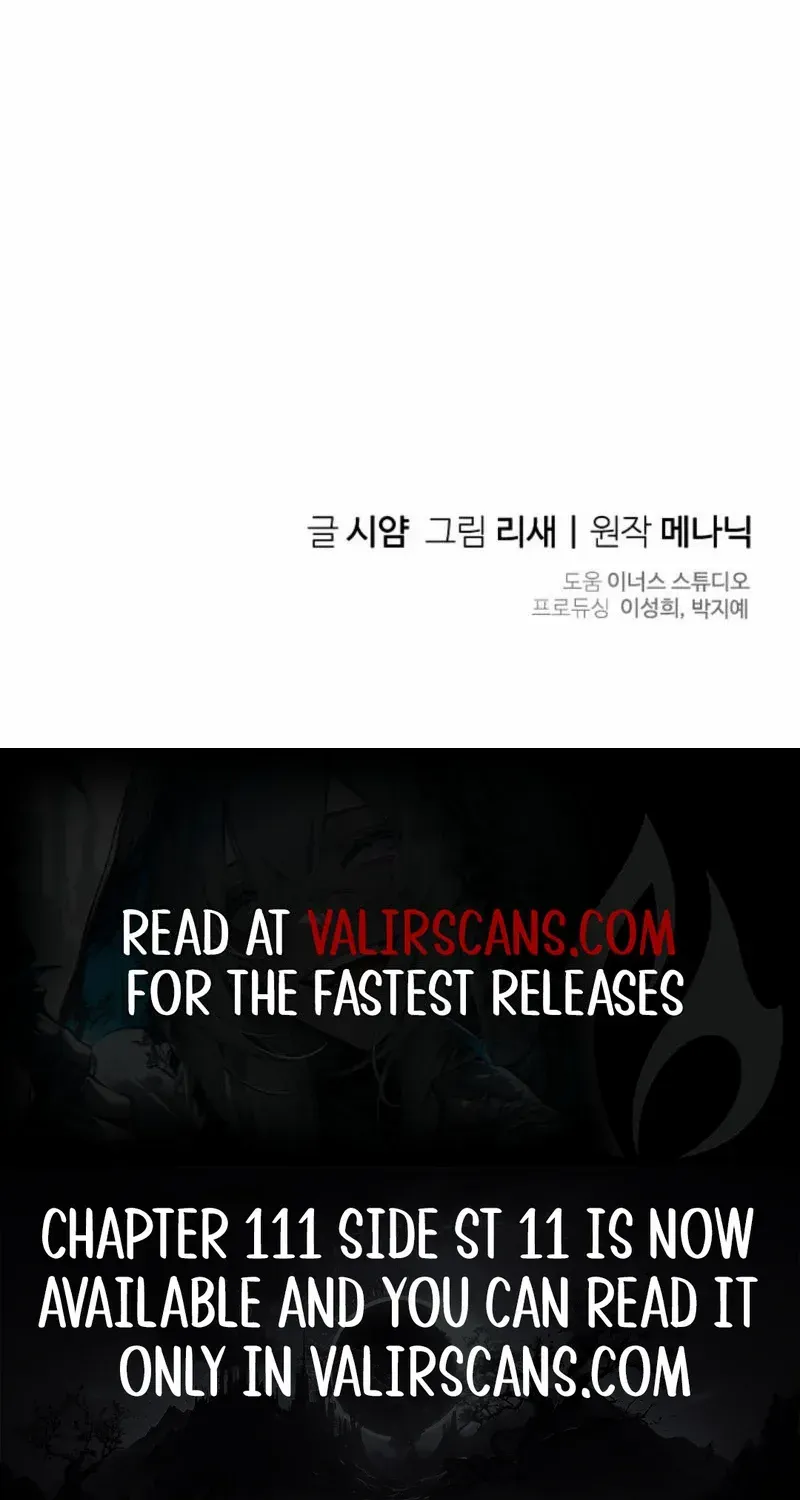 글 시얌 그림 리새 | 원작 메나닉
도움 이너스 스튜디오
프로듀싱 이성희, 박지예
READ AT VALIRSCANS.COM
FOR THE FASTEST RELEASES
CHAPTER 111 SIDE ST 11 IS NOW
AVAILABLE AND YOU CAN READ IT
ONLY IN VALIRSCANS.COM